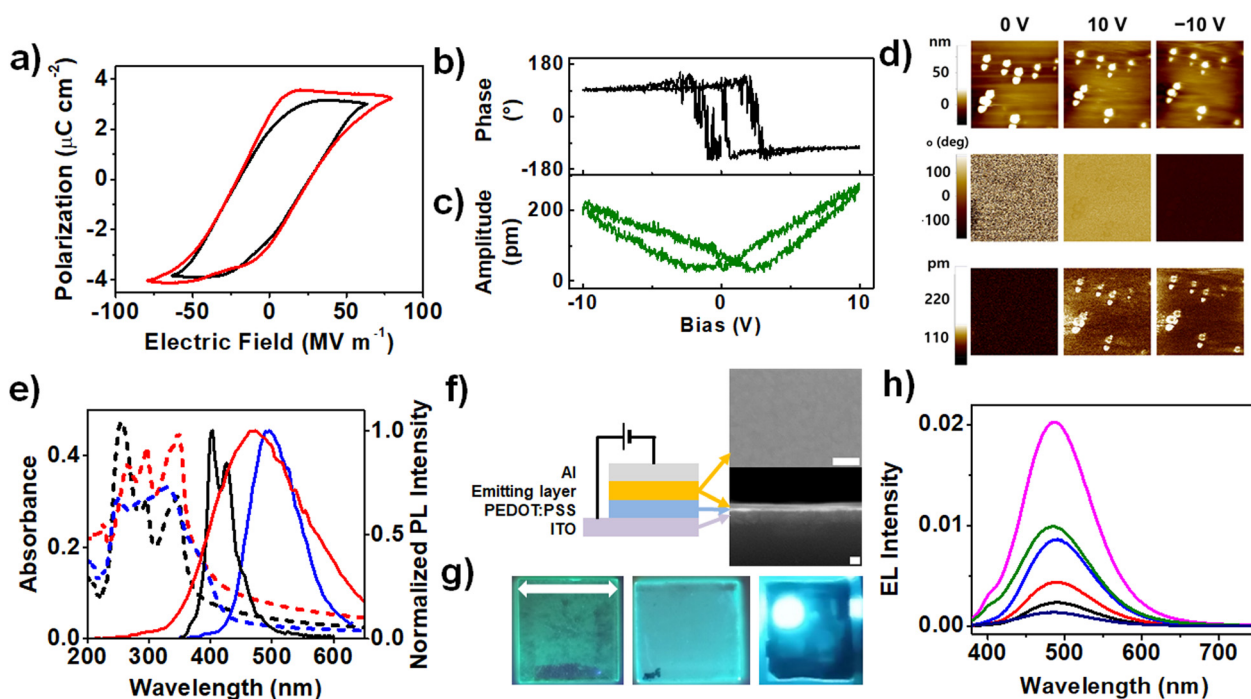 a)
Polarization (μC cm⁻²)
4
2
0
-2
-4
-100 -50 0 50 100
Electric Field (MV m⁻¹)
b)
Phase
(°)
180
0
-180
c)
Amplitude
(pm)
200
0
-10 0 10
Bias (V)
d)
0 V 10 V −10 V
nm
50
0
o (deg)
100
0
-100
pm
220
110
e)
Absorbance
0.4
0.2
0.0
200 300 400 500 600
Wavelength (nm)
1.0
0.5
0.0
Normalized PL Intensity
f)
Al
Emitting layer
PEDOT:PSS
ITO
g)
h)
EL Intensity
0.02
0.01
0.00
400 500 600 700
Wavelength (nm)